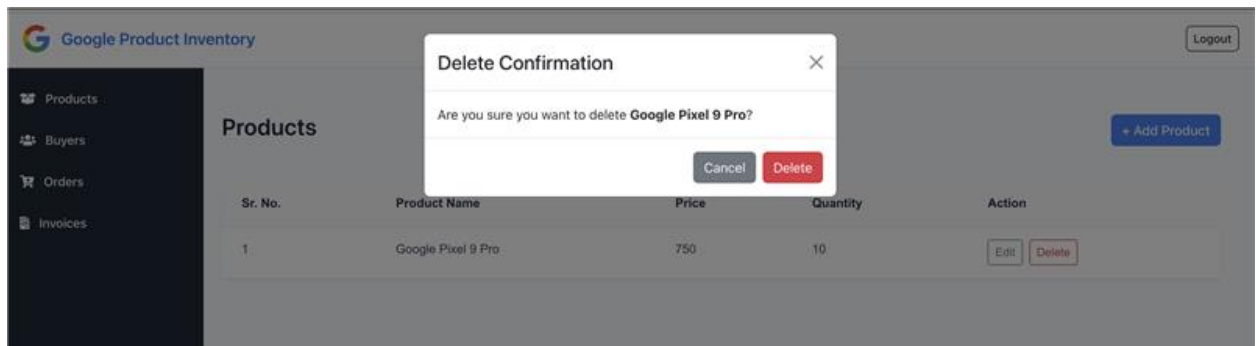 Google Product Inventory
Logout
Delete Confirmation
Are you sure you want to delete Google Pixel 9 Pro?
Cancel Delete
Products
Buyers
Orders
Invoices
Products
+ Add Product
Sr. No. Product Name Price Quantity Action
1 Google Pixel 9 Pro 750 10 Edit Delete